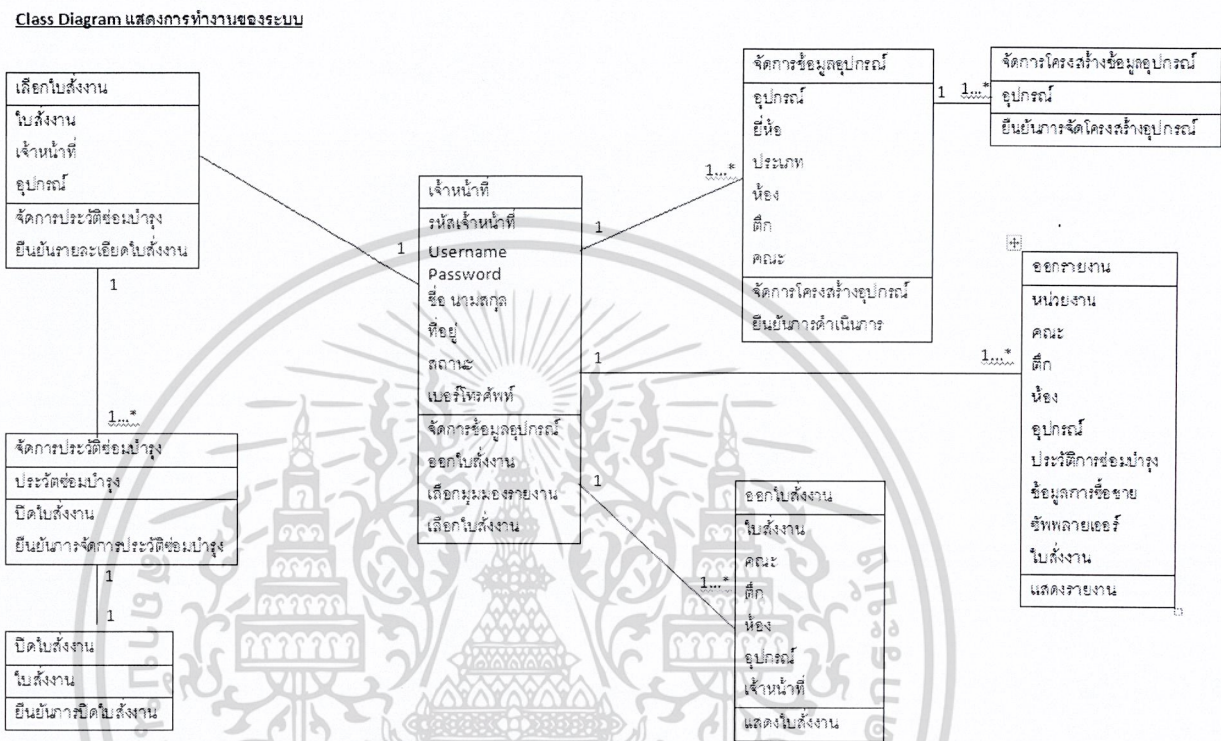 Class Diagram แสดงการทำงานของระบบ
เลือกใบสั่งงาน
ใบสั่งงาน
เจ้าหน้าที่
อุปกรณ์
จัดการประวัติซ่อมบำรุง
ยืนยันรายละเอียดใบสั่งงาน
1
1...*
จัดการประวัติซ่อมบำรุง
ประวัตซ่อมบำรุง
ปิดใบสั่งงาน
ยืนยันการจัดการประวัติซ่อมบำรุง
1
1
ปิดใบสั่งงาน
ใบสั่งงาน
ยืนยันการปิดใบสั่งงาน
1
เจ้าหน้าที่
รหัสเจ้าหน้าที่
Username
Password
ชื่อ นามสกุล
ที่อยู่
สถานะ
เบอร์โทรศัพท์
จัดการข้อมูลอุปกรณ์
ออกใบสั่งงาน
เลือกมุมมองรายงาน
เลือกใบสั่งงาน
1
1...*
จัดการข้อมูลอุปกรณ์
อุปกรณ์
ยี่ห้อ
ประเภท
ห้อง
ตึก
คณะ
จัดการโครงสร้างอุปกรณ์
ยืนยันการดำเนินการ
1
1...*
จัดการโครงสร้างข้อมูลอุปกรณ์
อุปกรณ์
ยืนยันการจัดโครงสร้างอุปกรณ์
1
1...*
ออกรายงาน
หน่วยงาน
คณะ
ตึก
ห้อง
อุปกรณ์
ประวัติการซ่อมบำรุง
ข้อมูลการซื้อขาย
ซัพพลายเออร์
ใบสั่งงาน
แสดงรายงาน
1
1...*
ออกใบสั่งงาน
ใบสั่งงาน
คณะ
ตึก
ห้อง
อุปกรณ์
เจ้าหน้าที่
แสดงใบสั่งงาน